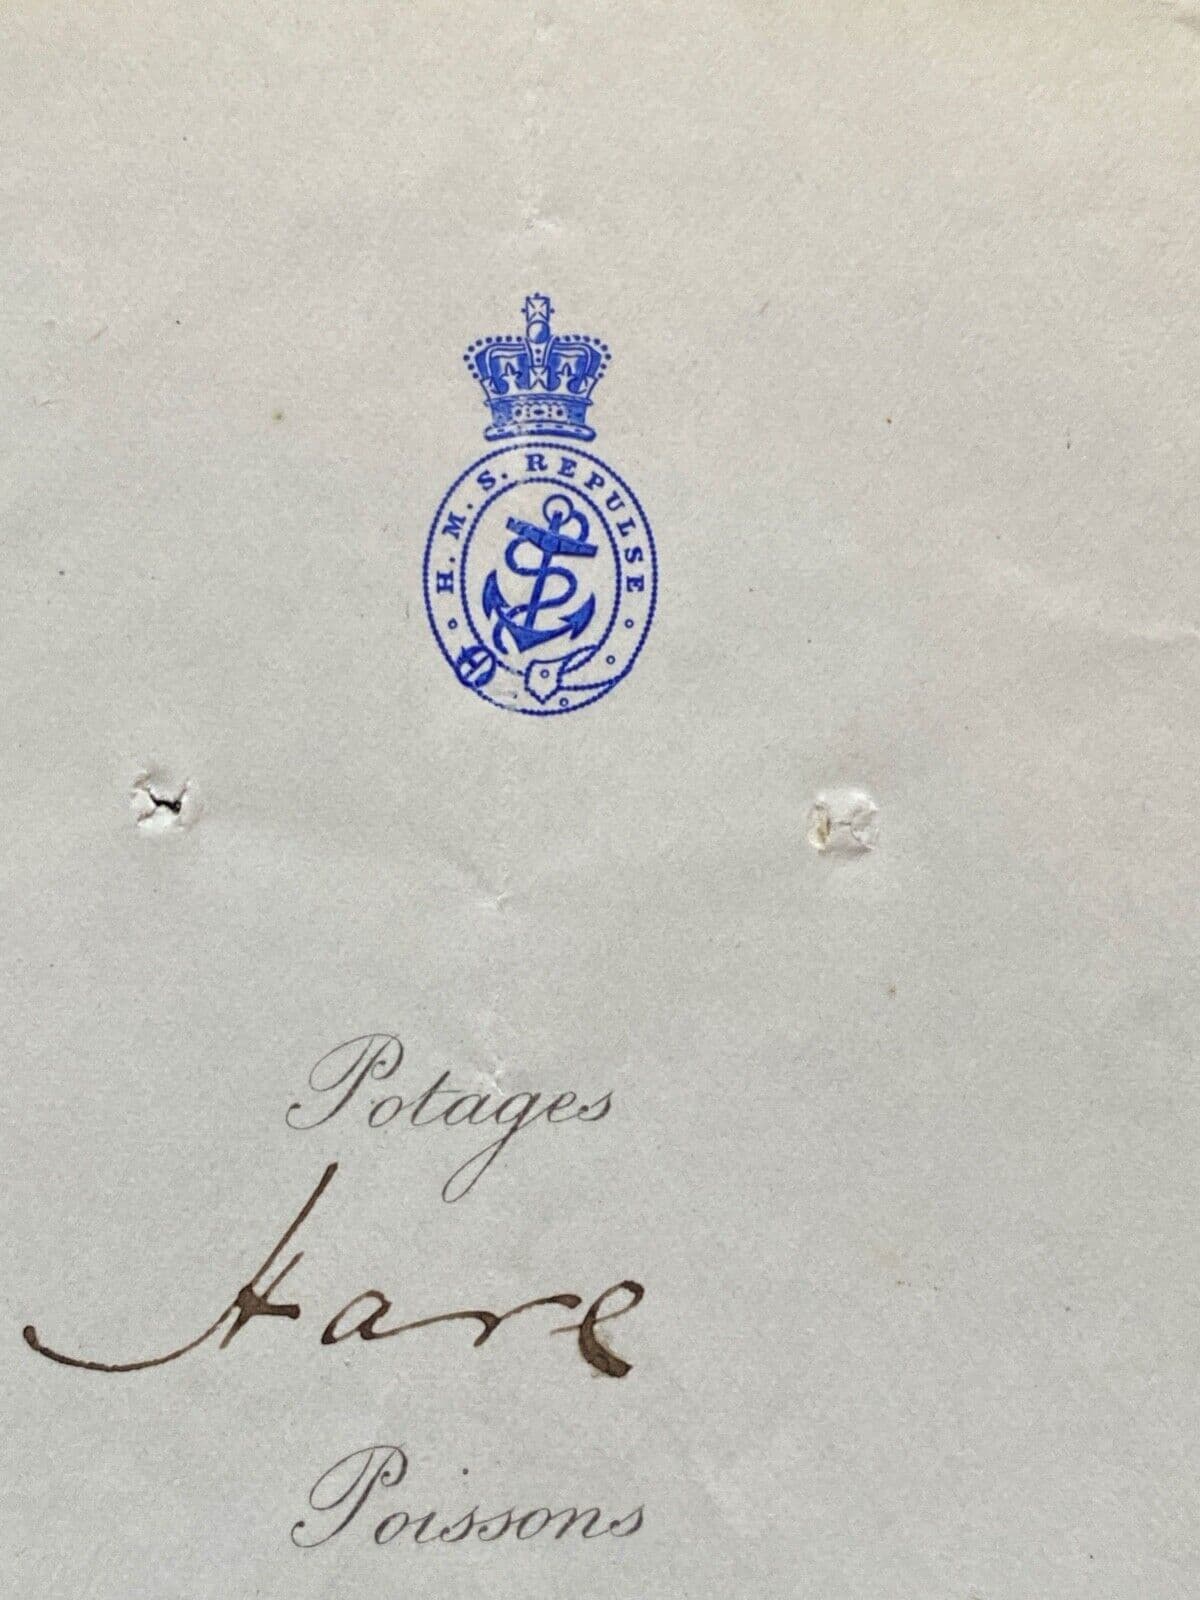 H.M.S. REPULSE
Potages
Hare
Poissons